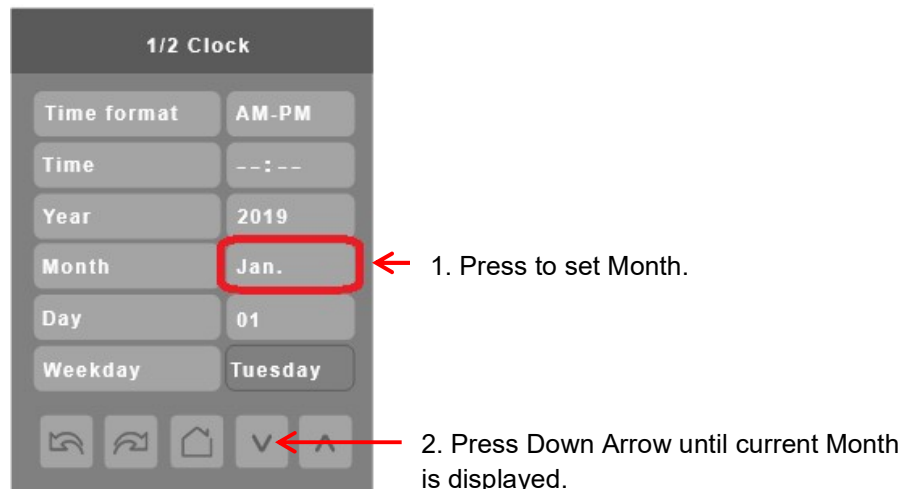 1/2 Clock
Time format AM-PM
Time --:--
Year 2019
Month Jan.
1. Press to set Month.
Day 01
Weekday Tuesday
2. Press Down Arrow until current Month
is displayed.